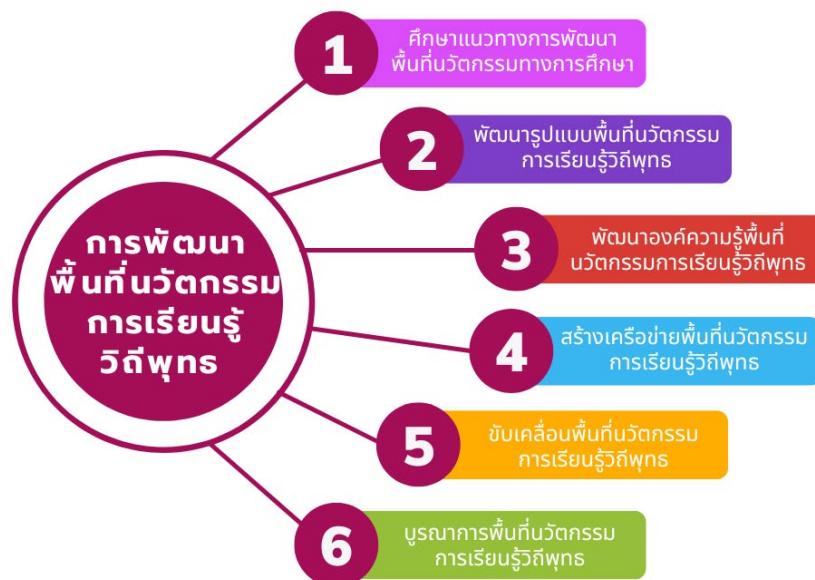 การพัฒนา
พื้นที่นวัตกรรม
การเรียนรู้
วิถีพุทธ
1
ศึกษาแนวทางการพัฒนา
พื้นที่นวัตกรรมทางการศึกษา
2
พัฒนารูปแบบพื้นที่นวัตกรรม
การเรียนรู้วิถีพุทธ
3
พัฒนาองค์ความรู้พื้นที่
นวัตกรรมการเรียนรู้วิถีพุทธ
4
สร้างเครือข่ายพื้นที่นวัตกรรม
การเรียนรู้วิถีพุทธ
5
ขับเคลื่อนพื้นที่นวัตกรรม
การเรียนรู้วิถีพุทธ
6
บูรณาการพื้นที่นวัตกรรม
การเรียนรู้วิถีพุทธ